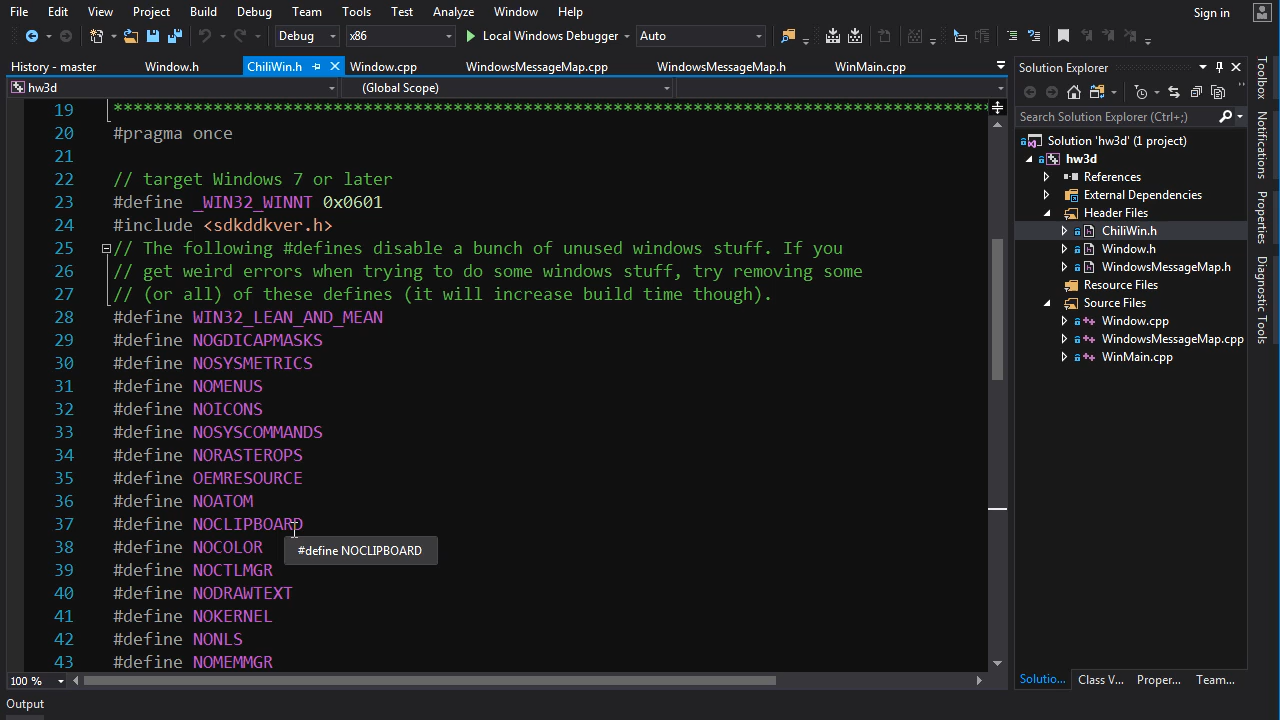 File Edit View Project Build Debug Team Tools Test Analyze Window Help
Sign in
Debug x86 Local Windows Debugger Auto
History - master Window.h ChiliWin.h Window.cpp WindowsMessageMap.cpp WindowsMessageMap.h WinMain.cpp
hw3d (Global Scope)
19 ****************************************************************************************
20 #pragma once
21
22 // target Windows 7 or later
23 #define _WIN32_WINNT 0x0601
24 #include <sdkddkver.h>
25 // The following #defines disable a bunch of unused windows stuff. If you
26 // get weird errors when trying to do some windows stuff, try removing some
27 // (or all) of these defines (it will increase build time though).
28 #define WIN32_LEAN_AND_MEAN
29 #define NOGDICAPMASKS
30 #define NOSYSMETRICS
31 #define NOMENUS
32 #define NOICONS
33 #define NOSYSCOMMANDS
34 #define NORASTEROPS
35 #define OEMRESOURCE
36 #define NOATOM
37 #define NOCLIPBOARD
38 #define NOCOLOR
#define NOCLIPBOARD
39 #define NOCTLMGR
40 #define NODRAWTEXT
41 #define NOKERNEL
42 #define NONLS
43 #define NOMEMMGR
100 %
Output
Solution Explorer
Search Solution Explorer (Ctrl+;)
Solution 'hw3d' (1 project)
hw3d
References
External Dependencies
Header Files
ChiliWin.h
Window.h
WindowsMessageMap.h
Resource Files
Source Files
Window.cpp
WindowsMessageMap.cpp
WinMain.cpp
Solutio... Class V... Proper... Team...
Toolbox
Notifications
Properties
Diagnostic Tools